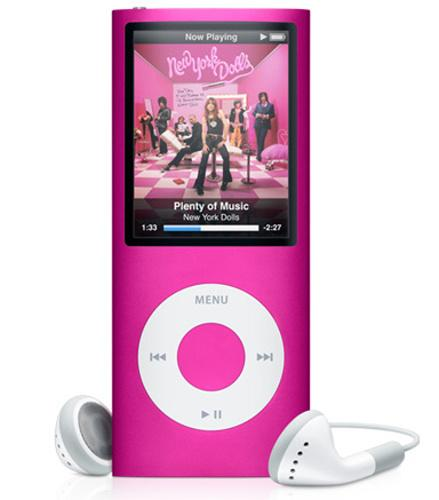 Now Playing
New York Dolls
Plenty of Music
New York Dolls
1:33 -2:27
MENU